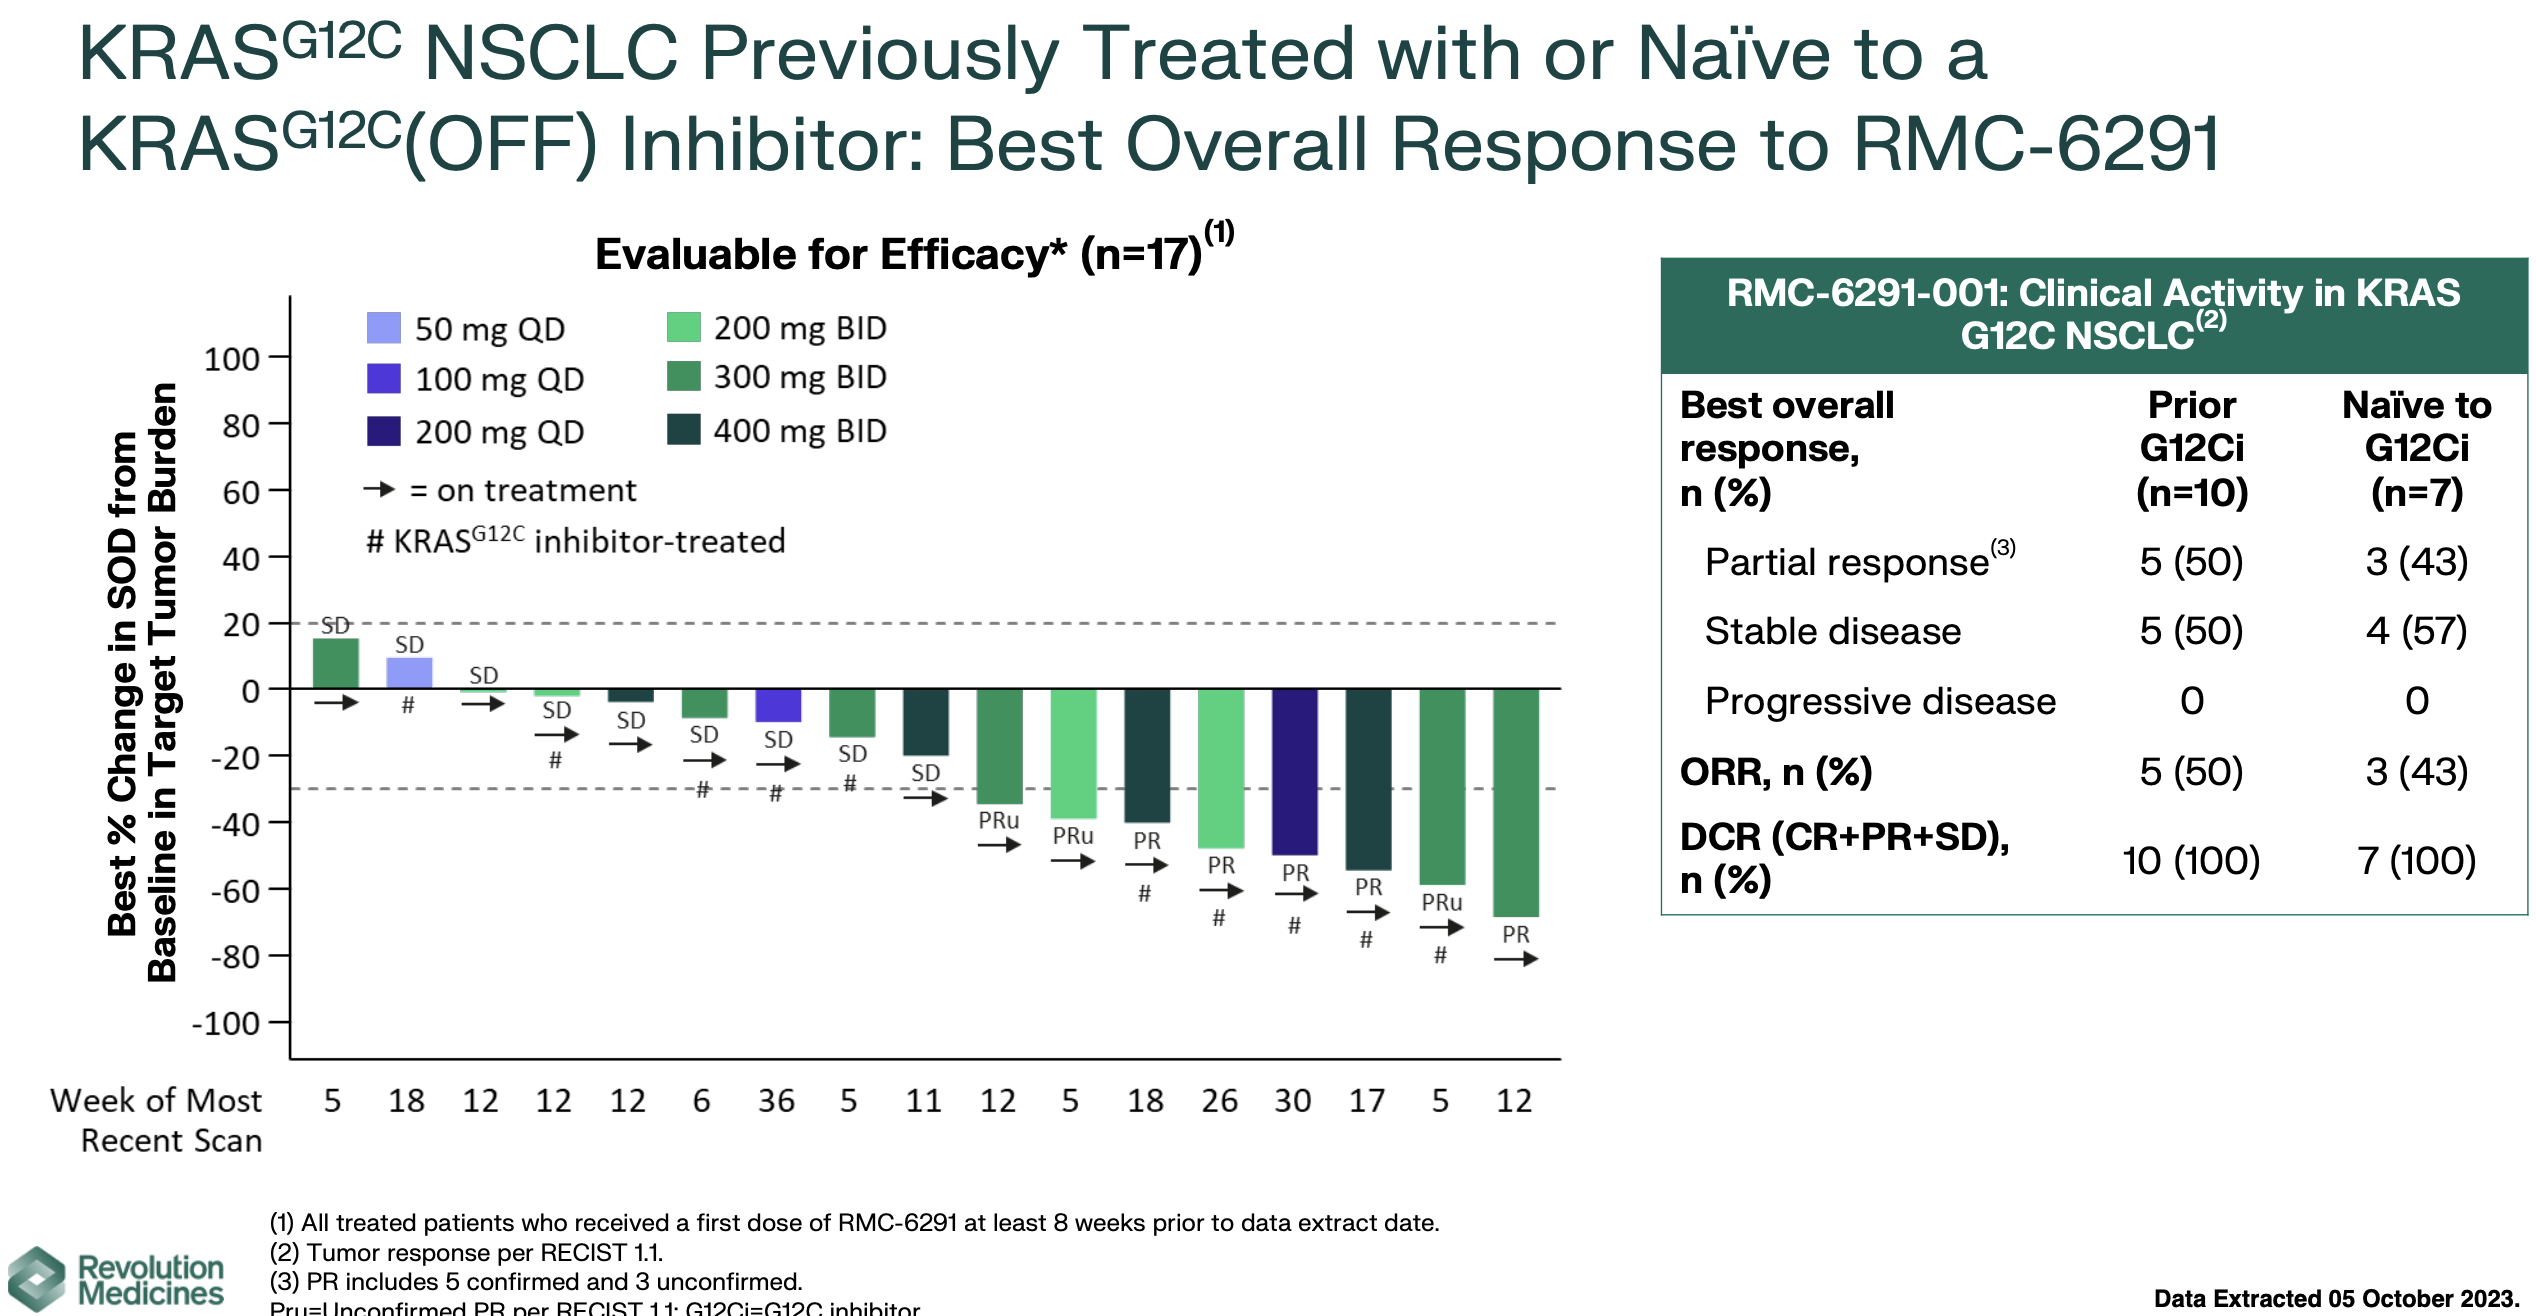 KRASG12C NSCLC Previously Treated with or Naïve to a
KRASG12C(OFF) Inhibitor: Best Overall Response to RMC-6291
Evaluable for Efficacy* (n=17)(1)
50 mg QD
100 mg QD
200 mg QD
200 mg BID
300 mg BID
400 mg BID
→ = on treatment
# KRASG12C inhibitor-treated
Best % Change in SOD from
Baseline in Target Tumor Burden
100
80
60
40
20
0
-20
-40
-60
-80
-100
SD
SD #
SD
SD #
SD
SD #
SD #
SD #
SD
PRu
PRu
PR #
PR #
PR #
PR #
PRu #
PR
Week of Most
Recent Scan
5 18 12 12 12 6 36 5 11 12 5 18 26 30 17 5 12
RMC-6291-001: Clinical Activity in KRAS
G12C NSCLC(2)
Best overall
response,
n (%)
Prior
G12Ci
(n=10)
Naïve to
G12Ci
(n=7)
Partial response(3) 5 (50) 3 (43)
Stable disease 5 (50) 4 (57)
Progressive disease 0 0
ORR, n (%) 5 (50) 3 (43)
DCR (CR+PR+SD),
n (%)
10 (100) 7 (100)
(1) All treated patients who received a first dose of RMC-6291 at least 8 weeks prior to data extract date.
(2) Tumor response per RECIST 1.1.
(3) PR includes 5 confirmed and 3 unconfirmed.
Pru=Unconfirmed PR per RECIST 1.1; G12Ci=G12C inhibitor
Revolution
Medicines
Data Extracted 05 October 2023.